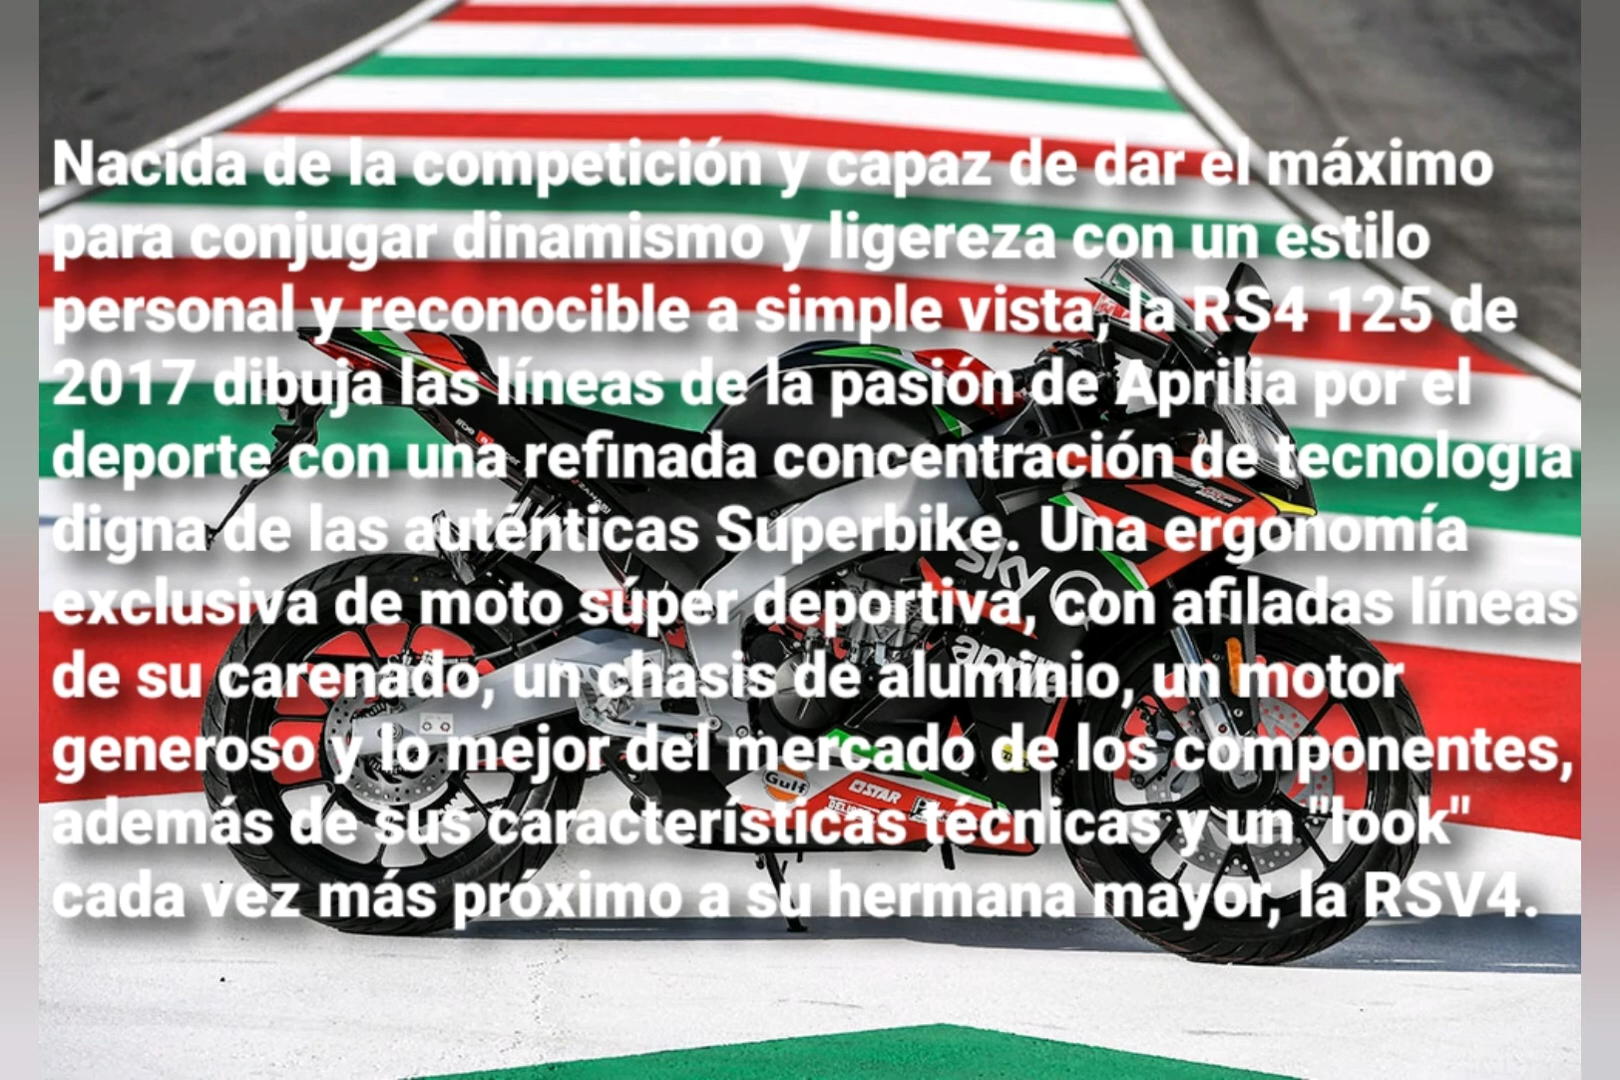 Nacida de la competición y capaz de dar el máximo
para conjugar dinamismo y ligereza con un estilo
personal y reconocible a simple vista, la RS4 125 de
2017 dibuja las líneas de la pasión de Aprilia por el
deporte con una refinada concentración de tecnología
digna de las auténticas Superbike. Una ergonomía
exclusiva de moto súper deportiva, con afiladas líneas
de su carenado, un chasis de aluminio, un motor
generoso y lo mejor del mercado de los componentes,
además de sus características técnicas y un "look"
cada vez más próximo a su hermana mayor, la RSV4.
sky
aprilia
Gulf
STAR